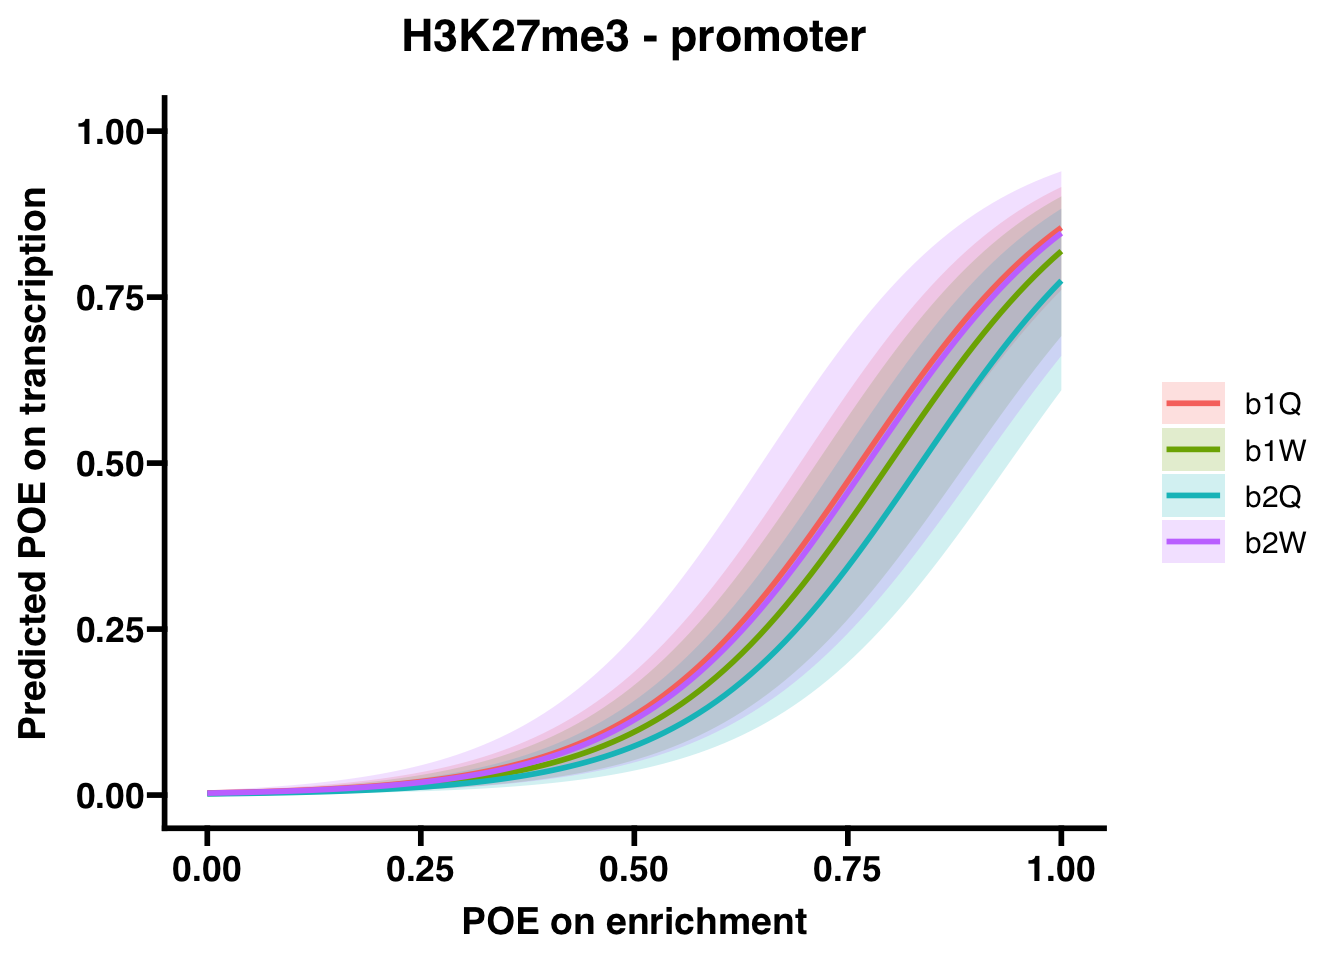 H3K27me3 - promoter
Predicted POE on transcription
1.00
0.75
0.50
0.25
0.00
0.00 0.25 0.50 0.75 1.00
POE on enrichment
b1Q
b1W
b2Q
b2W